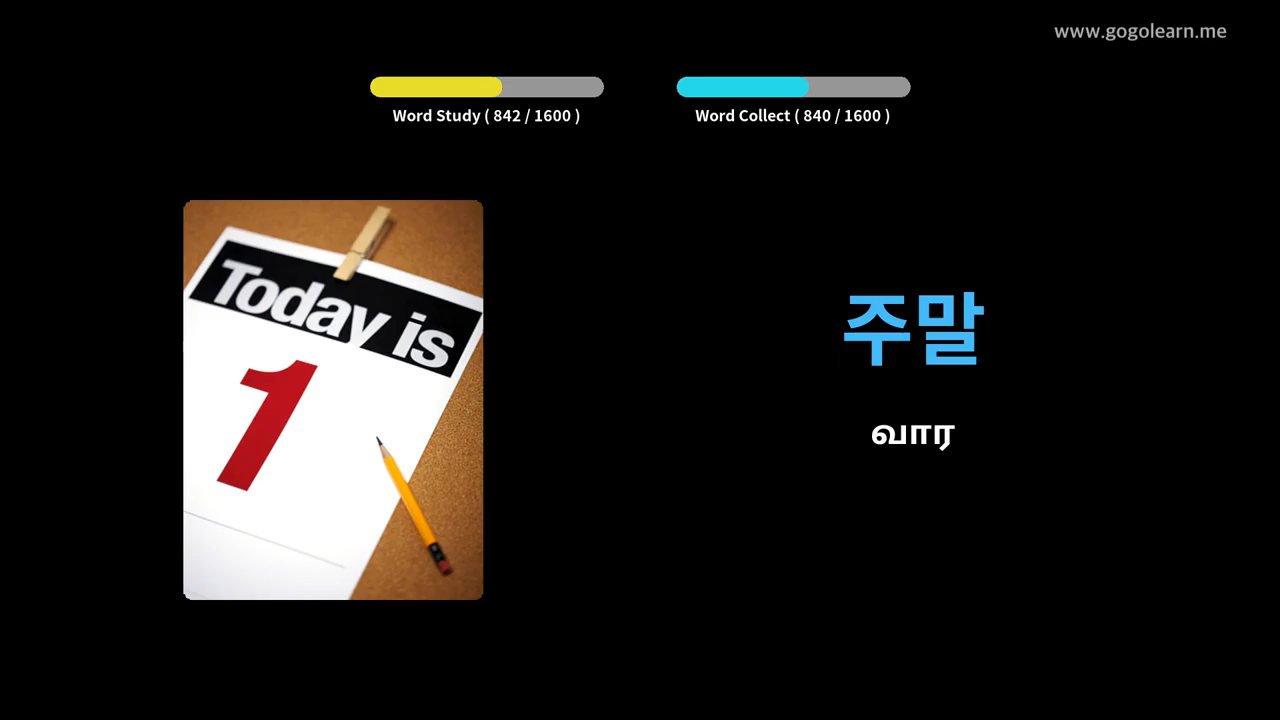 www.gogolearn.me
Word Study ( 842 / 1600 )
Word Collect ( 840 / 1600 )
Today is
1
주말
வார